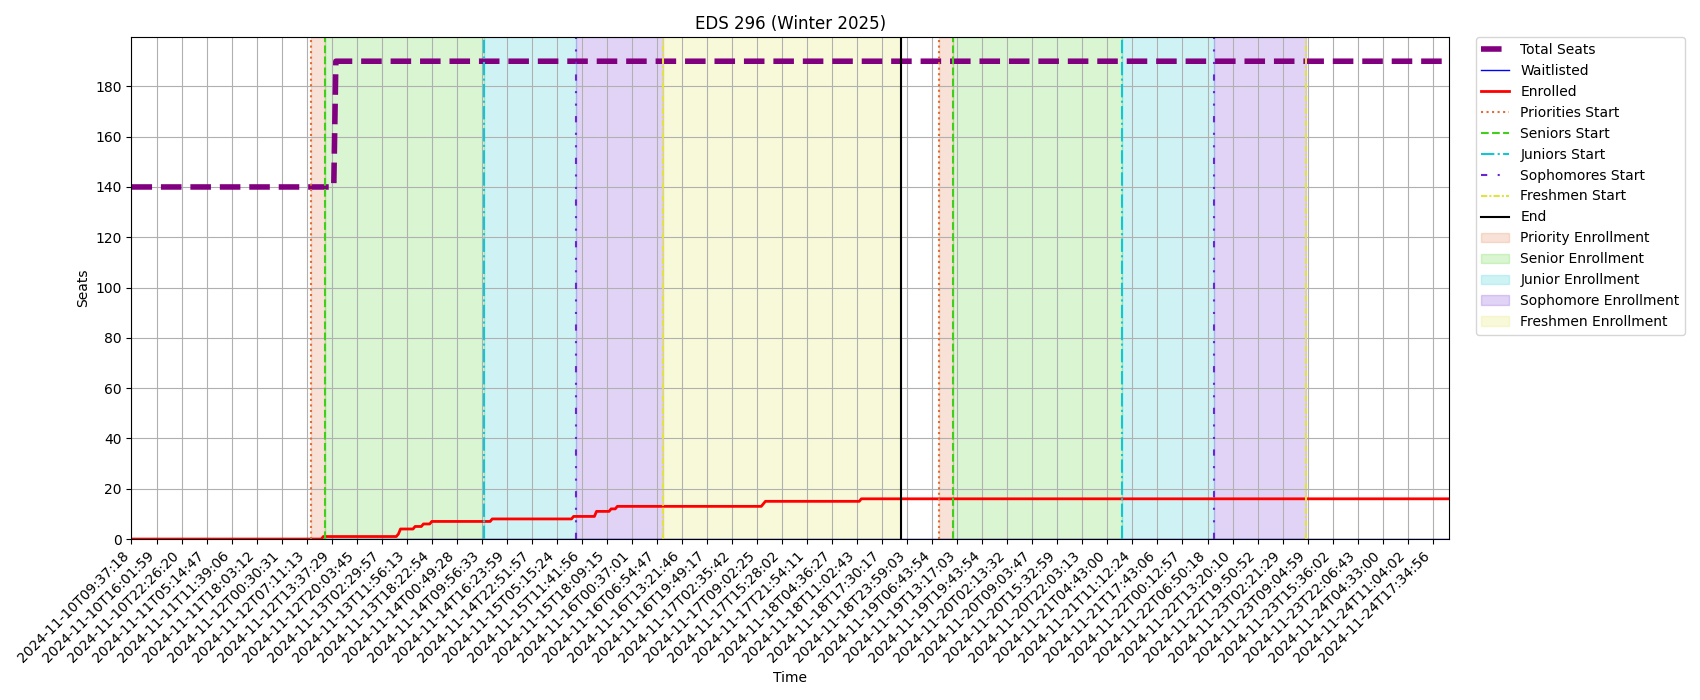 EDS 296 (Winter 2025)
Seats
180
160
140
120
100
80
60
40
20
0
2024-11-10T09:37:18
2024-11-10T16:01:59
2024-11-10T22:26:20
2024-11-11T05:14:47
2024-11-11T11:39:06
2024-11-11T18:03:12
2024-11-12T00:30:31
2024-11-12T07:11:13
2024-11-12T13:37:29
2024-11-12T20:03:45
2024-11-13T02:29:57
2024-11-13T11:56:13
2024-11-13T18:22:54
2024-11-14T00:49:28
2024-11-14T09:56:33
2024-11-14T16:23:59
2024-11-14T22:51:57
2024-11-15T05:15:24
2024-11-15T11:41:56
2024-11-15T18:09:15
2024-11-16T00:37:01
2024-11-16T06:54:47
2024-11-16T13:21:46
2024-11-16T19:49:17
2024-11-17T02:35:42
2024-11-17T09:02:25
2024-11-17T15:28:02
2024-11-17T21:54:11
2024-11-18T04:36:27
2024-11-18T11:02:43
2024-11-18T17:30:17
2024-11-18T23:59:03
2024-11-19T06:43:54
2024-11-19T13:17:03
2024-11-19T19:43:54
2024-11-20T02:13:32
2024-11-20T09:03:47
2024-11-20T15:32:59
2024-11-20T22:03:13
2024-11-21T04:43:00
2024-11-21T11:12:24
2024-11-21T17:43:06
2024-11-22T00:12:57
2024-11-22T06:50:18
2024-11-22T13:20:10
2024-11-22T19:50:52
2024-11-23T02:21:29
2024-11-23T09:04:59
2024-11-23T15:36:02
2024-11-23T22:06:43
2024-11-24T04:33:00
2024-11-24T11:04:02
2024-11-24T17:34:56
Time
Total Seats
Waitlisted
Enrolled
Priorities Start
Seniors Start
Juniors Start
Sophomores Start
Freshmen Start
End
Priority Enrollment
Senior Enrollment
Junior Enrollment
Sophomore Enrollment
Freshmen Enrollment